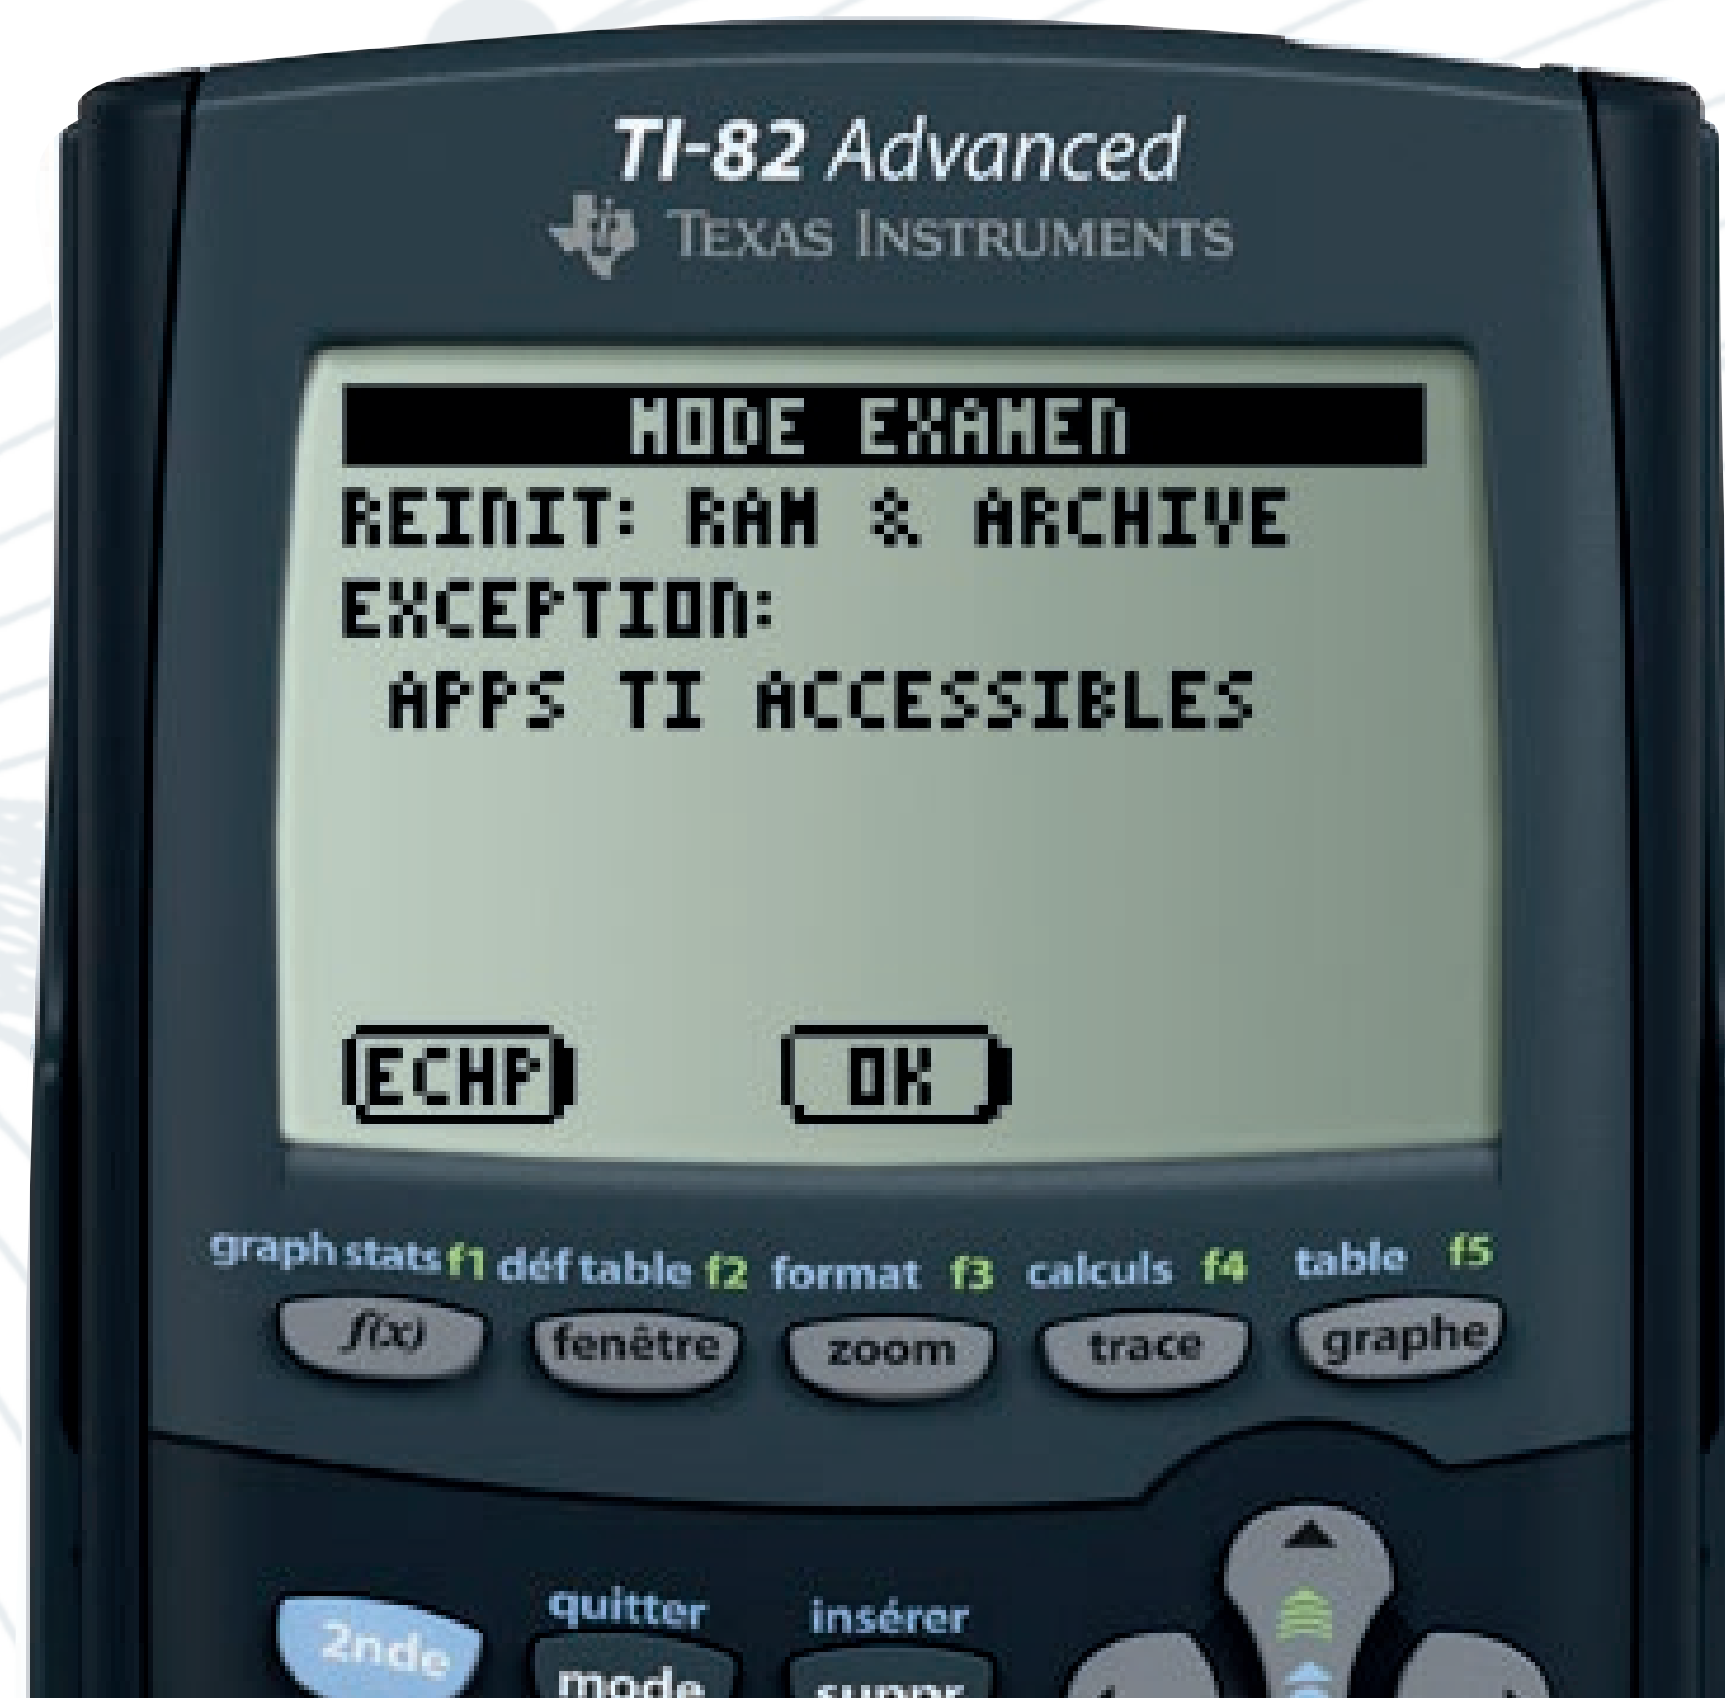 TI-82 Advanced
TEXAS INSTRUMENTS
MODE EXAMEN
REINIT: RAM & ARCHIVE
EXCEPTION:
APPS TI ACCESSIBLES
ECHP OK
graph stats f1 déf table f2 format f3 calculs f4 table f5
f(x) fenêtre zoom trace graphe
quitter insérer
2nde mode suppr